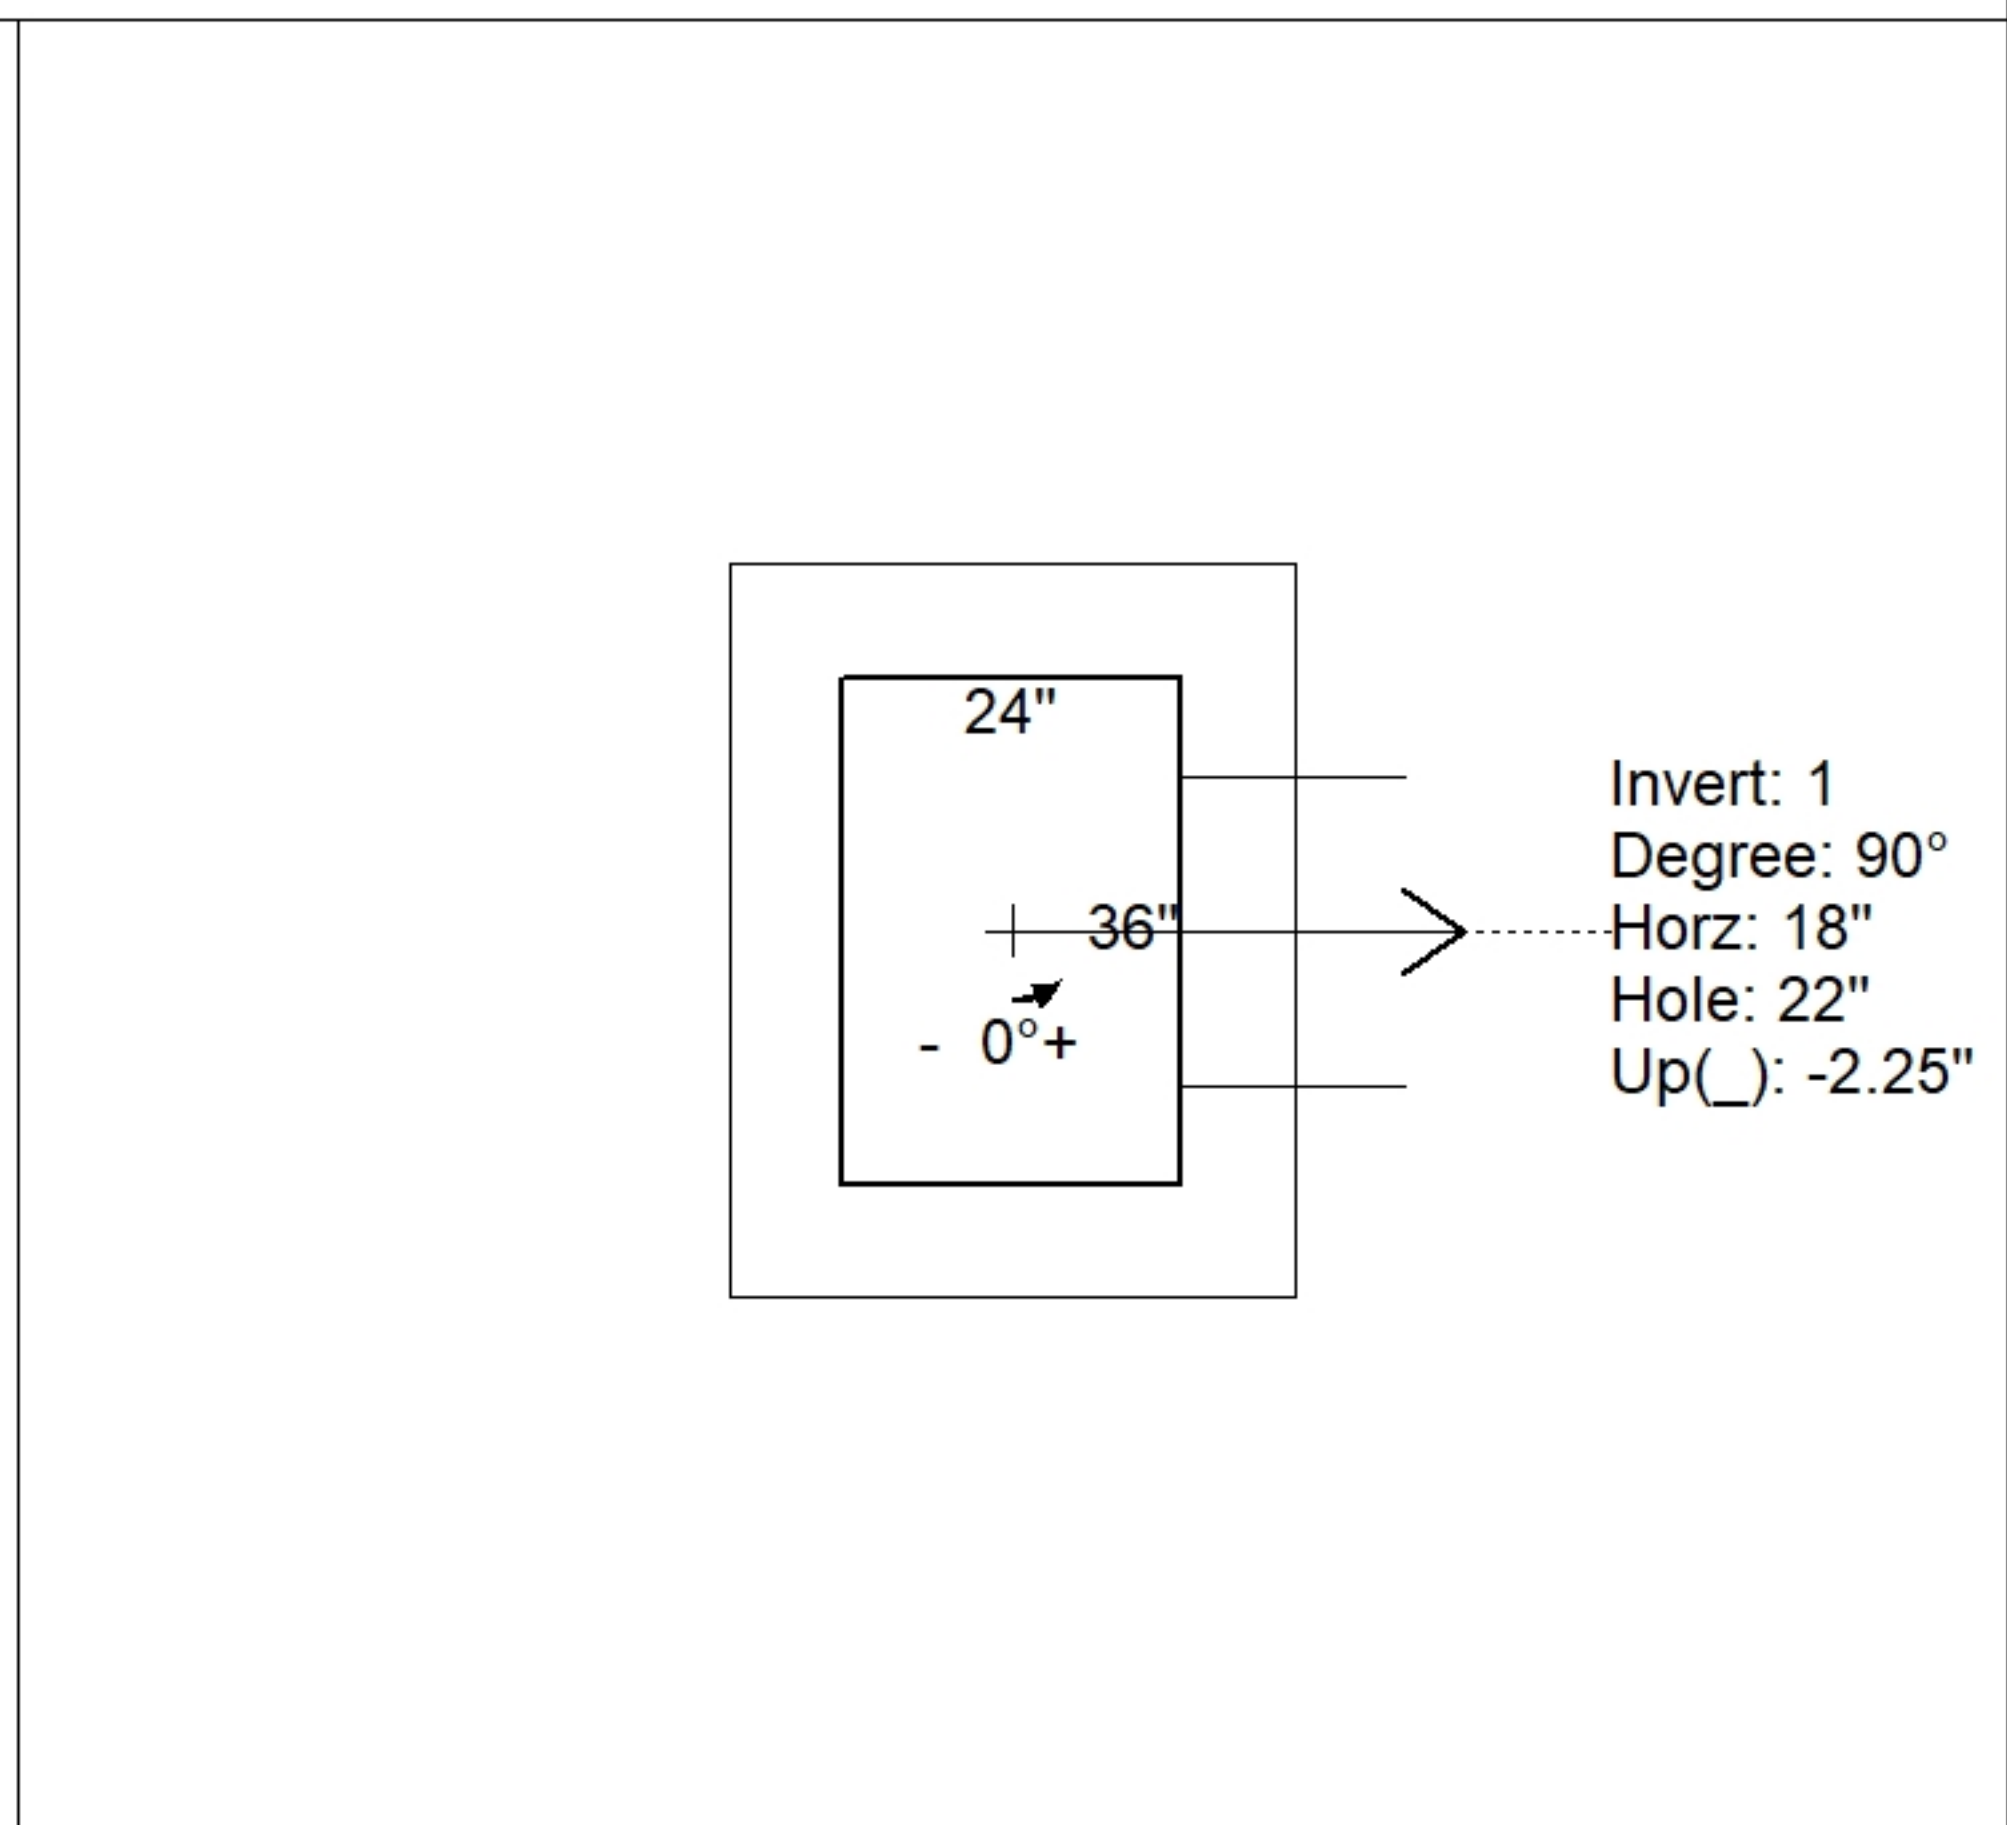 24"
36"
- 0°+
Invert: 1
Degree: 90°
Horz: 18"
Hole: 22"
Up(_): -2.25"